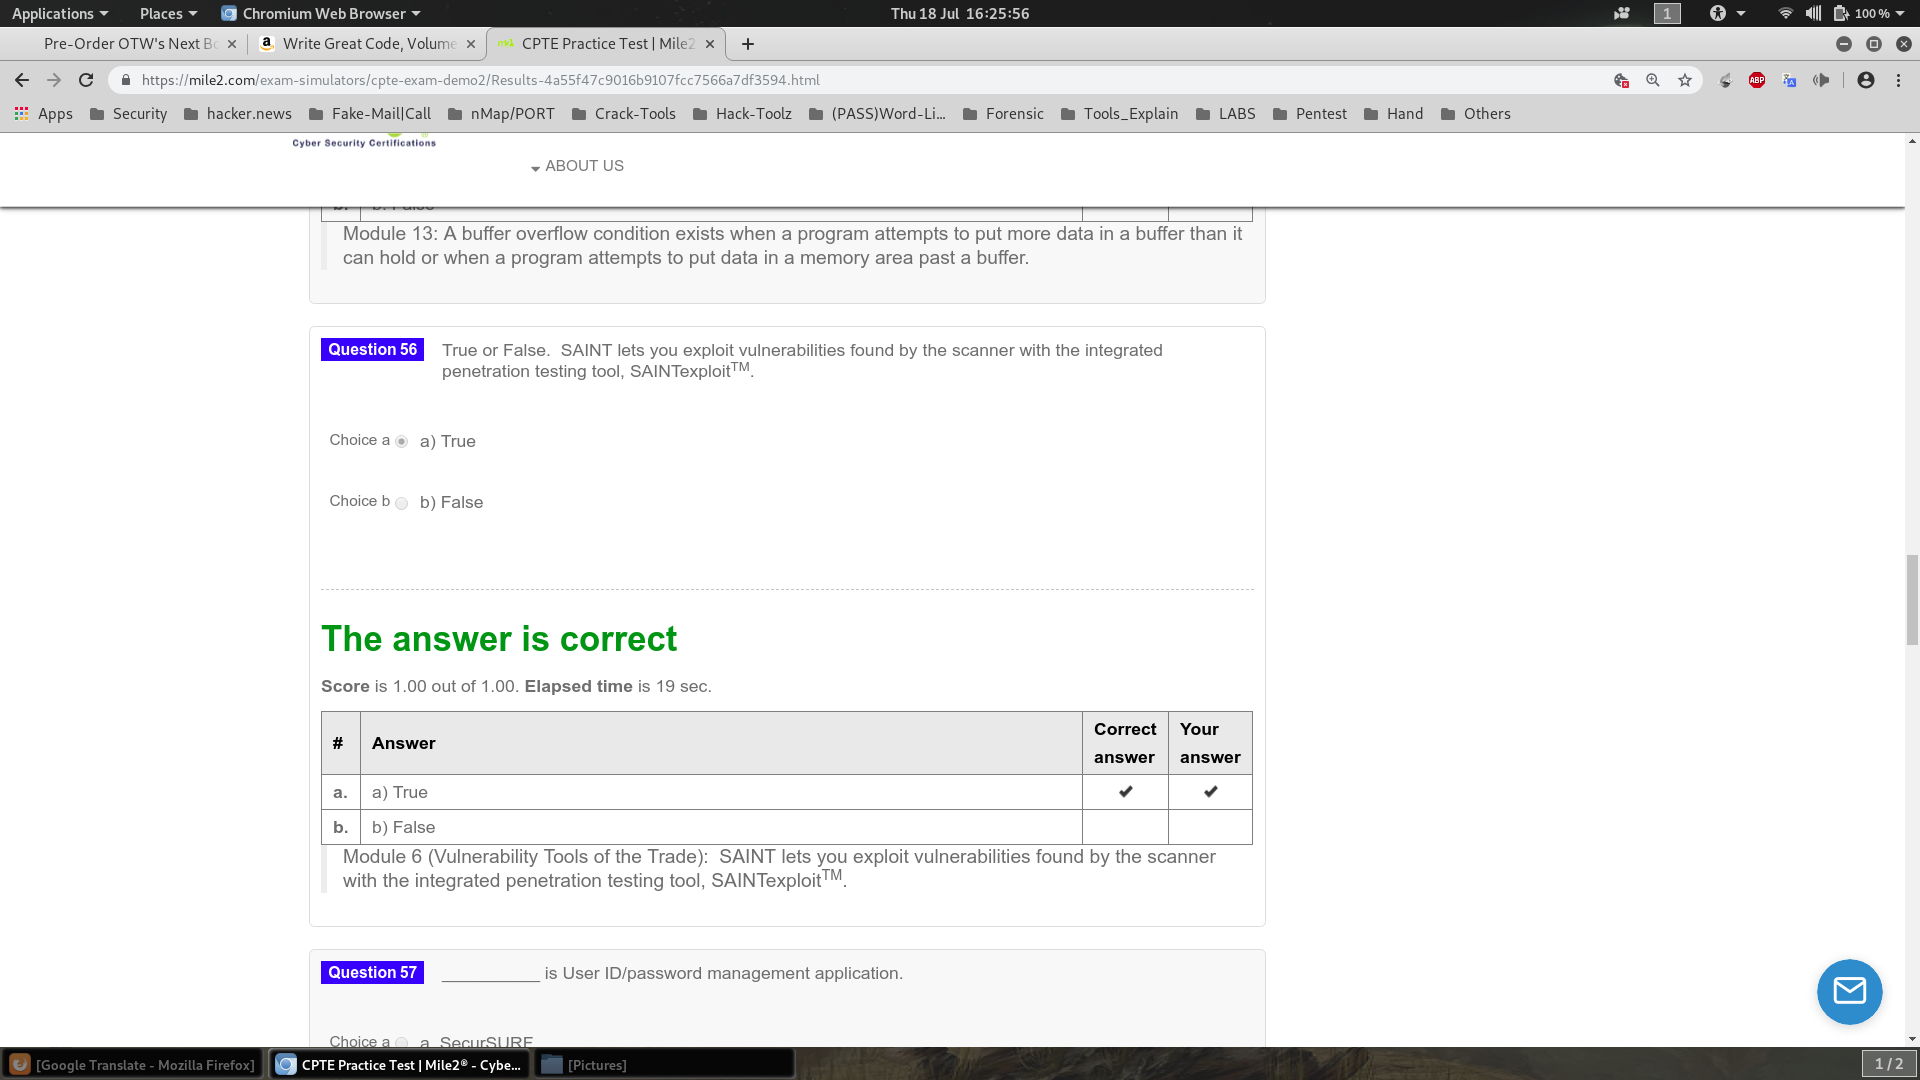 Applications
Places
Chromium Web Browser
Thu 18 Jul 16:25:56
1
100 %
Pre-Order OTW's Next Bo
Write Great Code, Volume
CPTE Practice Test | Mile2
https://mile2.com/exam-simulators/cpte-exam-demo2/Results-4a55f47c9016b9107fcc7566a7df3594.html
ABP
Apps
Security
hacker.news
Fake-Mail|Call
nMap/PORT
Crack-Tools
Hack-Toolz
(PASS)Word-Li...
Forensic
Tools_Explain
LABS
Pentest
Hand
Others
Cyber Security Certifications
ABOUT US
b. b. False
Module 13: A buffer overflow condition exists when a program attempts to put more data in a buffer than it
can hold or when a program attempts to put data in a memory area past a buffer.
Question 56
True or False. SAINT lets you exploit vulnerabilities found by the scanner with the integrated
penetration testing tool, SAINTexploitTM.
Choice a a) True
Choice b b) False
The answer is correct
Score is 1.00 out of 1.00. Elapsed time is 19 sec.
# Answer Correct answer Your answer
a. a) True ✔ ✔
b. b) False
Module 6 (Vulnerability Tools of the Trade): SAINT lets you exploit vulnerabilities found by the scanner
with the integrated penetration testing tool, SAINTexploitTM.
Question 57
___________ is User ID/password management application.
Choice a a. SecurSURF
[Google Translate - Mozilla Firefox]
CPTE Practice Test | Mile2® - Cybe...
[Pictures]
1 / 2